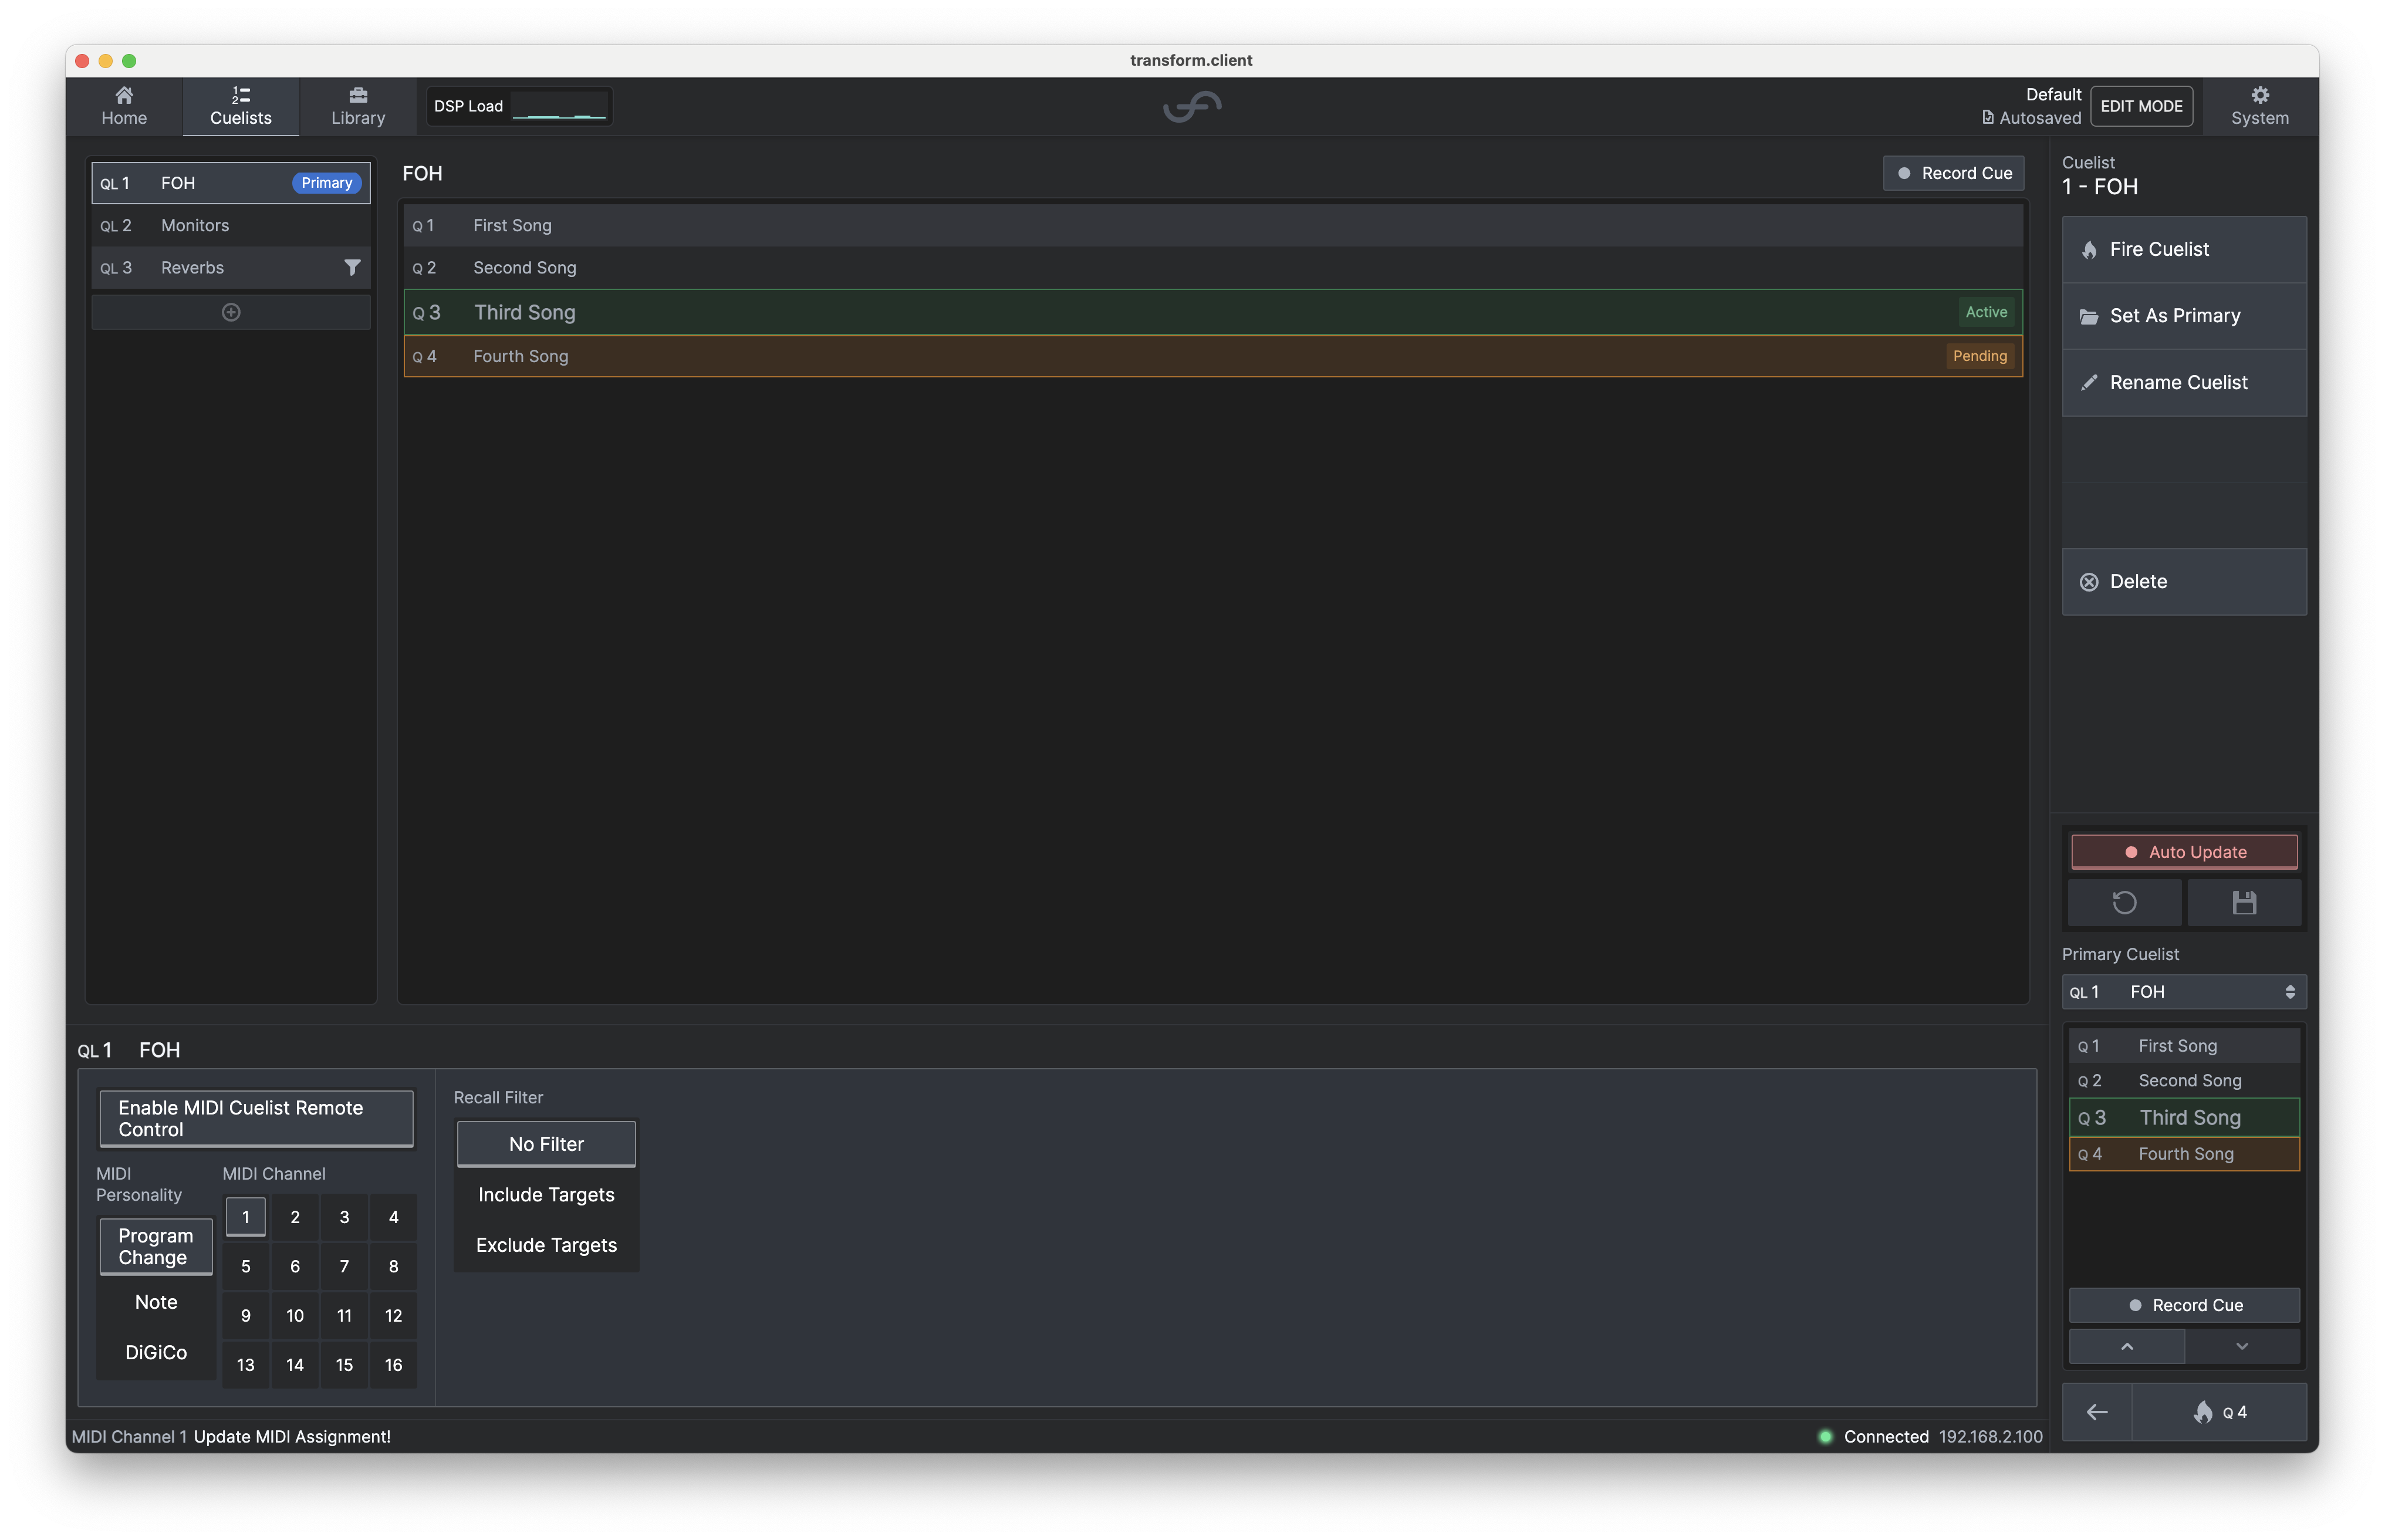 transform.client
Home
1
2
Cuelists
Library
DSP Load
Default
Autosaved
EDIT MODE
System
QL 1 FOH Primary
QL 2 Monitors
QL 3 Reverbs
FOH
Record Cue
Q 1 First Song
Q 2 Second Song
Q 3 Third Song Active
Q 4 Fourth Song Pending
Cuelist
1 - FOH
Fire Cuelist
Set As Primary
Rename Cuelist
Delete
Auto Update
Primary Cuelist
QL 1 FOH
Q 1 First Song
Q 2 Second Song
Q 3 Third Song
Q 4 Fourth Song
Record Cue
Q 4
QL 1 FOH
Enable MIDI Cuelist Remote
Control
MIDI
Personality
Program
Change
Note
DiGiCo
MIDI Channel
1 2 3 4
5 6 7 8
9 10 11 12
13 14 15 16
Recall Filter
No Filter
Include Targets
Exclude Targets
MIDI Channel 1 Update MIDI Assignment!
Connected 192.168.2.100